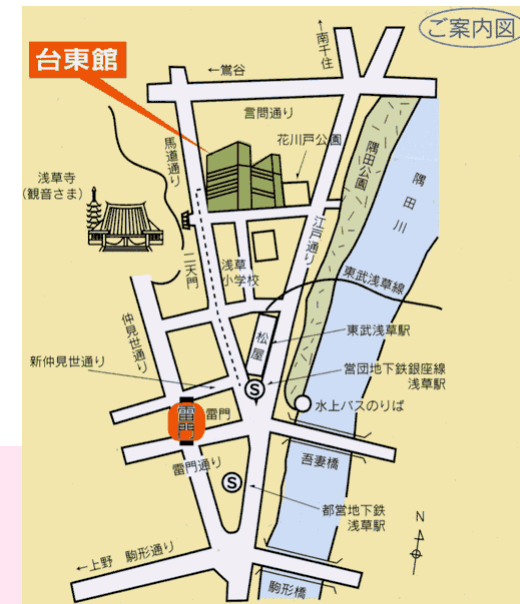 ご案内図
台東館
←南千住
←鶯谷
言問通り
花川戸公園
馬道通り
隅田公園
隅田川
浅草寺
(観音さま)
江戸通り
二天門
浅草
小学校
東武浅草線
仲見世通り
松屋
東武浅草駅
新仲見世通り
営団地下鉄銀座線
浅草駅
S
水上バスのりば
雷門
雷門
吾妻橋
雷門通り
S
都営地下鉄
浅草駅
N
←上野 駒形通り
駒形橋